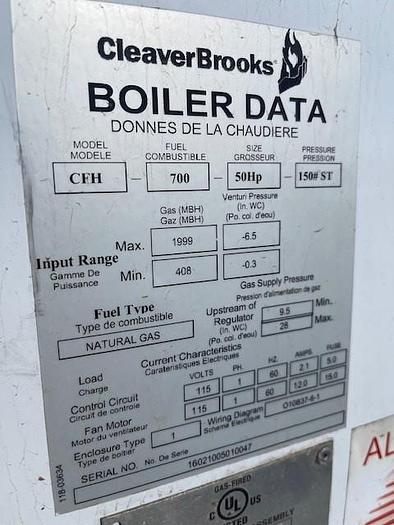 CleaverBrooks
BOILER DATA
DONNES DE LA CHAUDIERE
MODEL FUEL SIZE PRESSURE
MODELE COMBUSTIBLE GROSSEUR PRESSION
CFH – 700 – 50Hp – 150# ST
Gas (MBH) Venturi Pressure
Gaz (MBH) (In. WC)
(Po. col. d'eau)
Input Range Max. 1999 -6.5
Gamme De
Puissance Min. 408 -0.3
Gas Supply Pressure
Pression d'alimentation de gaz
Fuel Type Upstream of 9.5 Min.
Type de combustible Regulator
NATURAL GAS (In. WC) 28 Max.
(Po. col. d'eau)
Current Characteristics
Carateristiques Electriques
VOLTS PH. HZ. AMPS. FUSE
Load
Charge
Control Circuit 115 1 60 2.1 5.0
Circuit de controle
Fan Motor 115 1 60 12.0 15.0
Motor du ventilateur
Enclosure Type 1 Wiring Diagram O10837-6-1
Type de boitier Schema Electrique
SERIAL NO. No. De Serie 16021005010047
118-03634
GAS-FIRED
UL
C US
AL